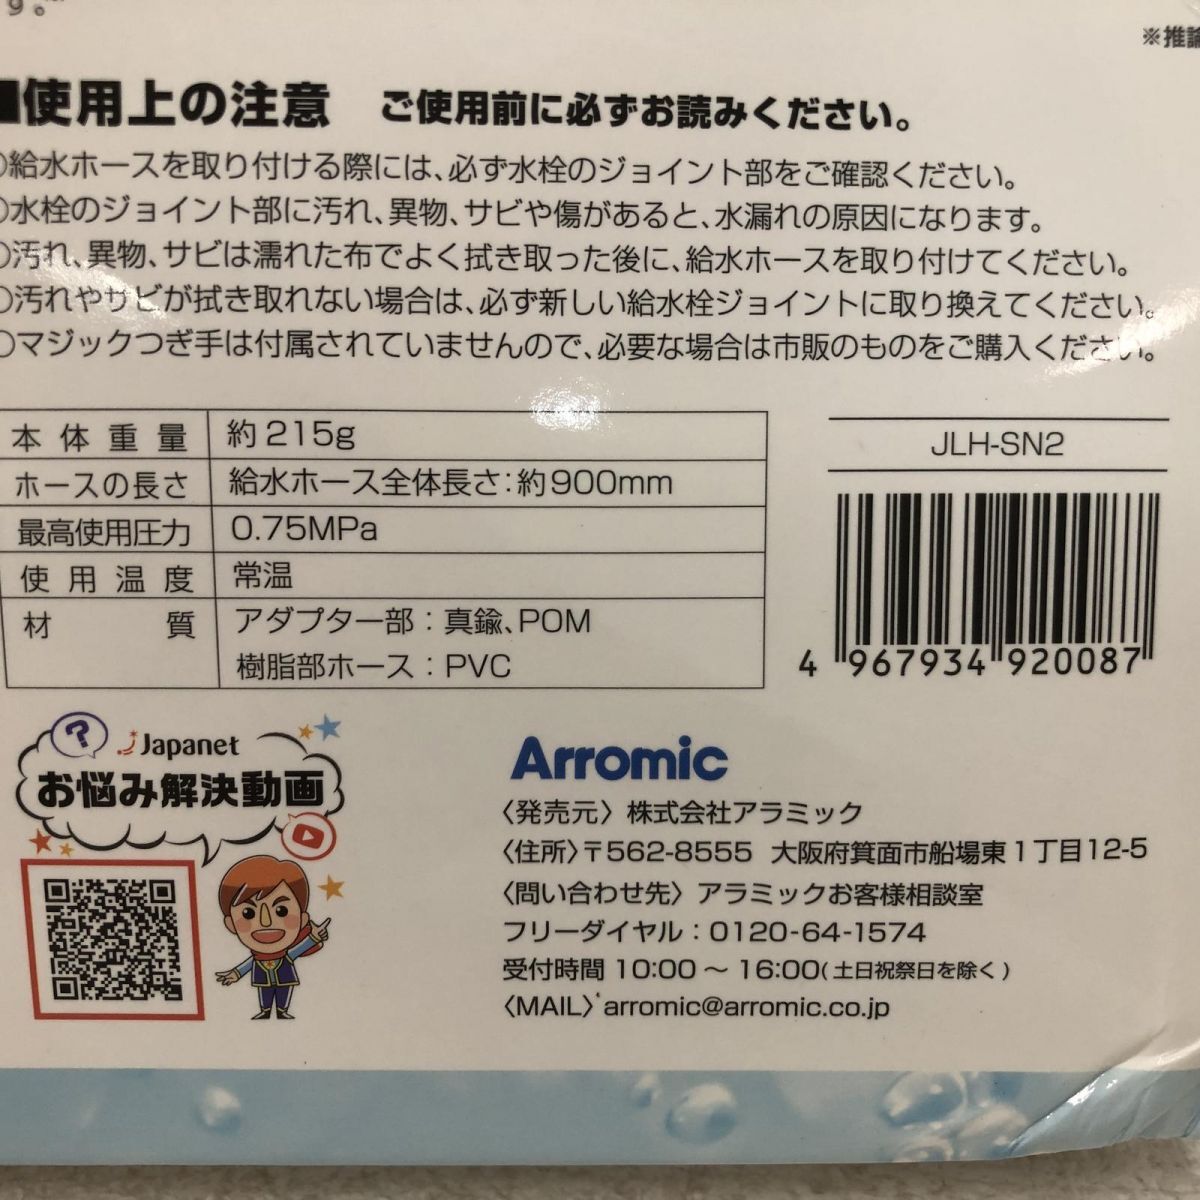 す。
※推論
■使用上の注意 ご使用前に必ずお読みください。
○給水ホースを取り付ける際には、必ず水栓のジョイント部をご確認ください。
○水栓のジョイント部に汚れ、異物、サビや傷があると、水漏れの原因になります。
○汚れ、異物、サビは濡れた布でよく拭き取った後に、給水ホースを取り付けてください。
○汚れやサビが拭き取れない場合は、必ず新しい給水栓ジョイントに取り換えてください。
○マジックつぎ手は付属されていませんので、必要な場合は市販のものをご購入ください。
本体重量 約215g
ホースの長さ 給水ホース全体長さ:約900mm
最高使用圧力 0.75MPa
使用温度 常温
材質 アダプター部:真鍮、POM
樹脂部ホース:PVC
JLH-SN2
4 967934 920087
?
Japanet
お悩み解決動画
Arromic
〈発売元〉株式会社アラミック
〈住所〉〒562-8555 大阪府箕面市船場東1丁目12-5
〈問い合わせ先〉アラミックお客様相談室
フリーダイヤル:0120-64-1574
受付時間 10:00～16:00(土日祝祭日を除く)
〈MAIL〉arromic@arromic.co.jp